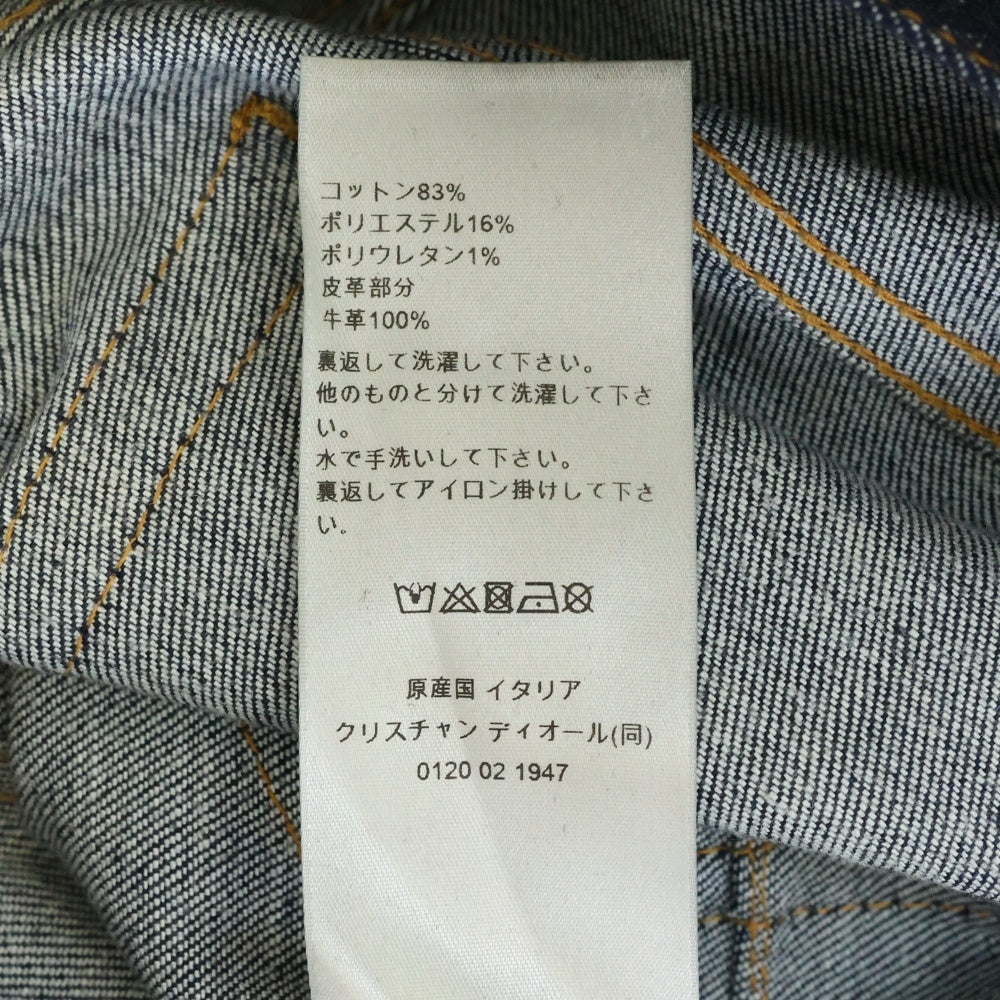 コットン83%
ポリエステル16%
ポリウレタン1%
皮革部分
牛革100%
裏返して洗濯して下さい。
他のものと分けて洗濯して下さ
い。
水で手洗いして下さい。
裏返してアイロン掛けして下さ
い。
原産国 イタリア
クリスチャン ディオール(同)
0120 02 1947